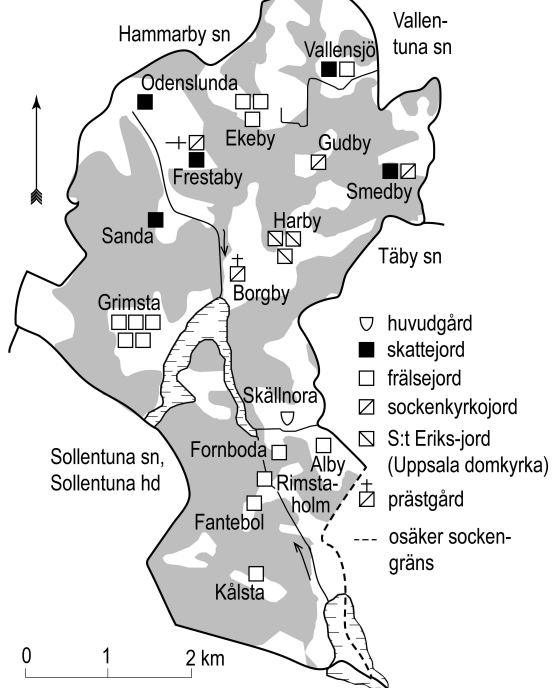 Hammarby sn
Vallen-
tuna sn
Vallensjö
Odenslunda
Ekeby
Gudby
Frestaby
Smedby
Harby
Sanda
Täby sn
Borgby
Grimsta
huvudgård
skattejord
frälsejord
sockenkyrkojord
S:t Eriks-jord
(Uppsala domkyrka)
prästgård
osäker socken-
gräns
Skällnora
Fornboda
Alby
Sollentuna sn,
Sollentuna hd
Rimsta-
holm
Fantebol
Kålsta
0 1 2 km